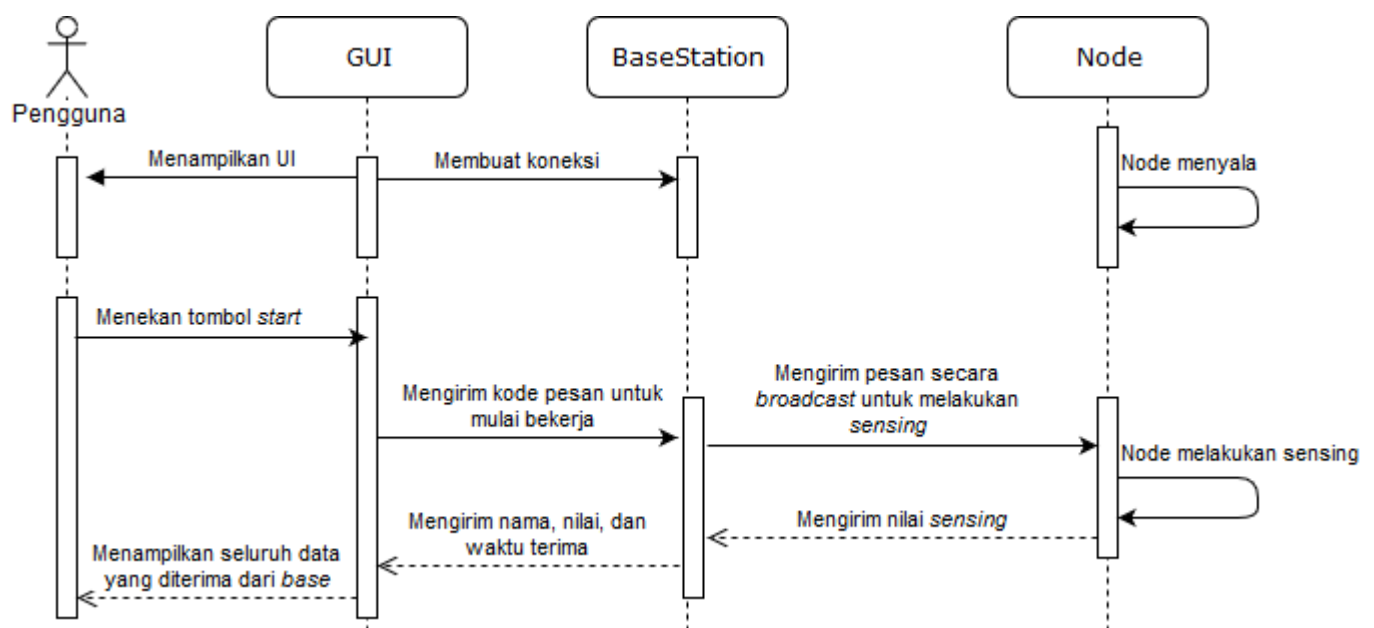 GUI
BaseStation
Node
Pengguna
Menampilkan UI
Membuat koneksi
Node menyala
Menekan tombol start
Mengirim kode pesan untuk
mulai bekerja
Mengirim pesan secara
broadcast untuk melakukan
sensing
Node melakukan sensing
Mengirim nilai sensing
Mengirim nama, nilai, dan
waktu terima
Menampilkan seluruh data
yang diterima dari base